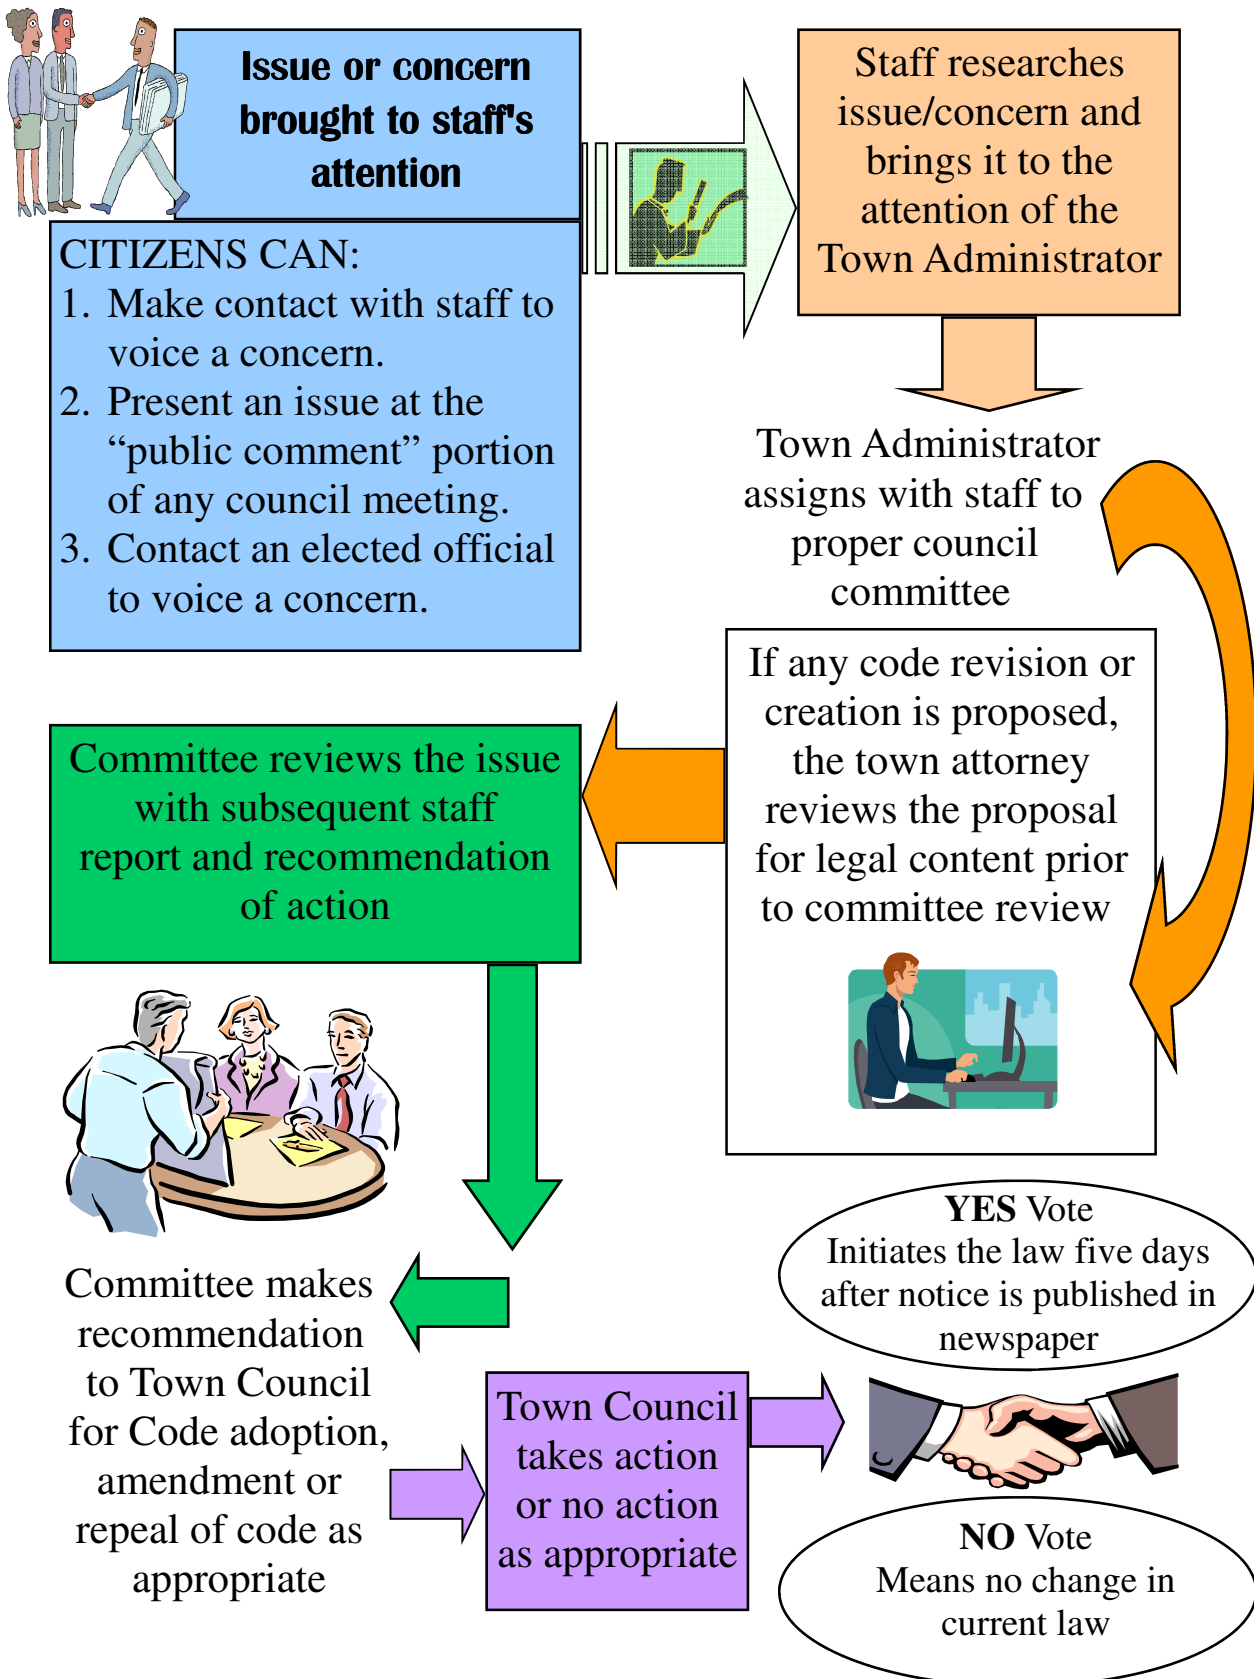 Issue or concern
brought to staff's
attention
CITIZENS CAN:
1. Make contact with staff to
voice a concern.
2. Present an issue at the
“public comment” portion
of any council meeting.
3. Contact an elected official
to voice a concern.
Staff researches
issue/concern and
brings it to the
attention of the
Town Administrator
Town Administrator
assigns with staff to
proper council
committee
If any code revision or
creation is proposed,
the town attorney
reviews the proposal
for legal content prior
to committee review
Committee reviews the issue
with subsequent staff
report and recommendation
of action
Committee makes
recommendation
to Town Council
for Code adoption,
amendment or
repeal of code as
appropriate
Town Council
takes action
or no action
as appropriate
YES Vote
Initiates the law five days
after notice is published in
newspaper
NO Vote
Means no change in
current law